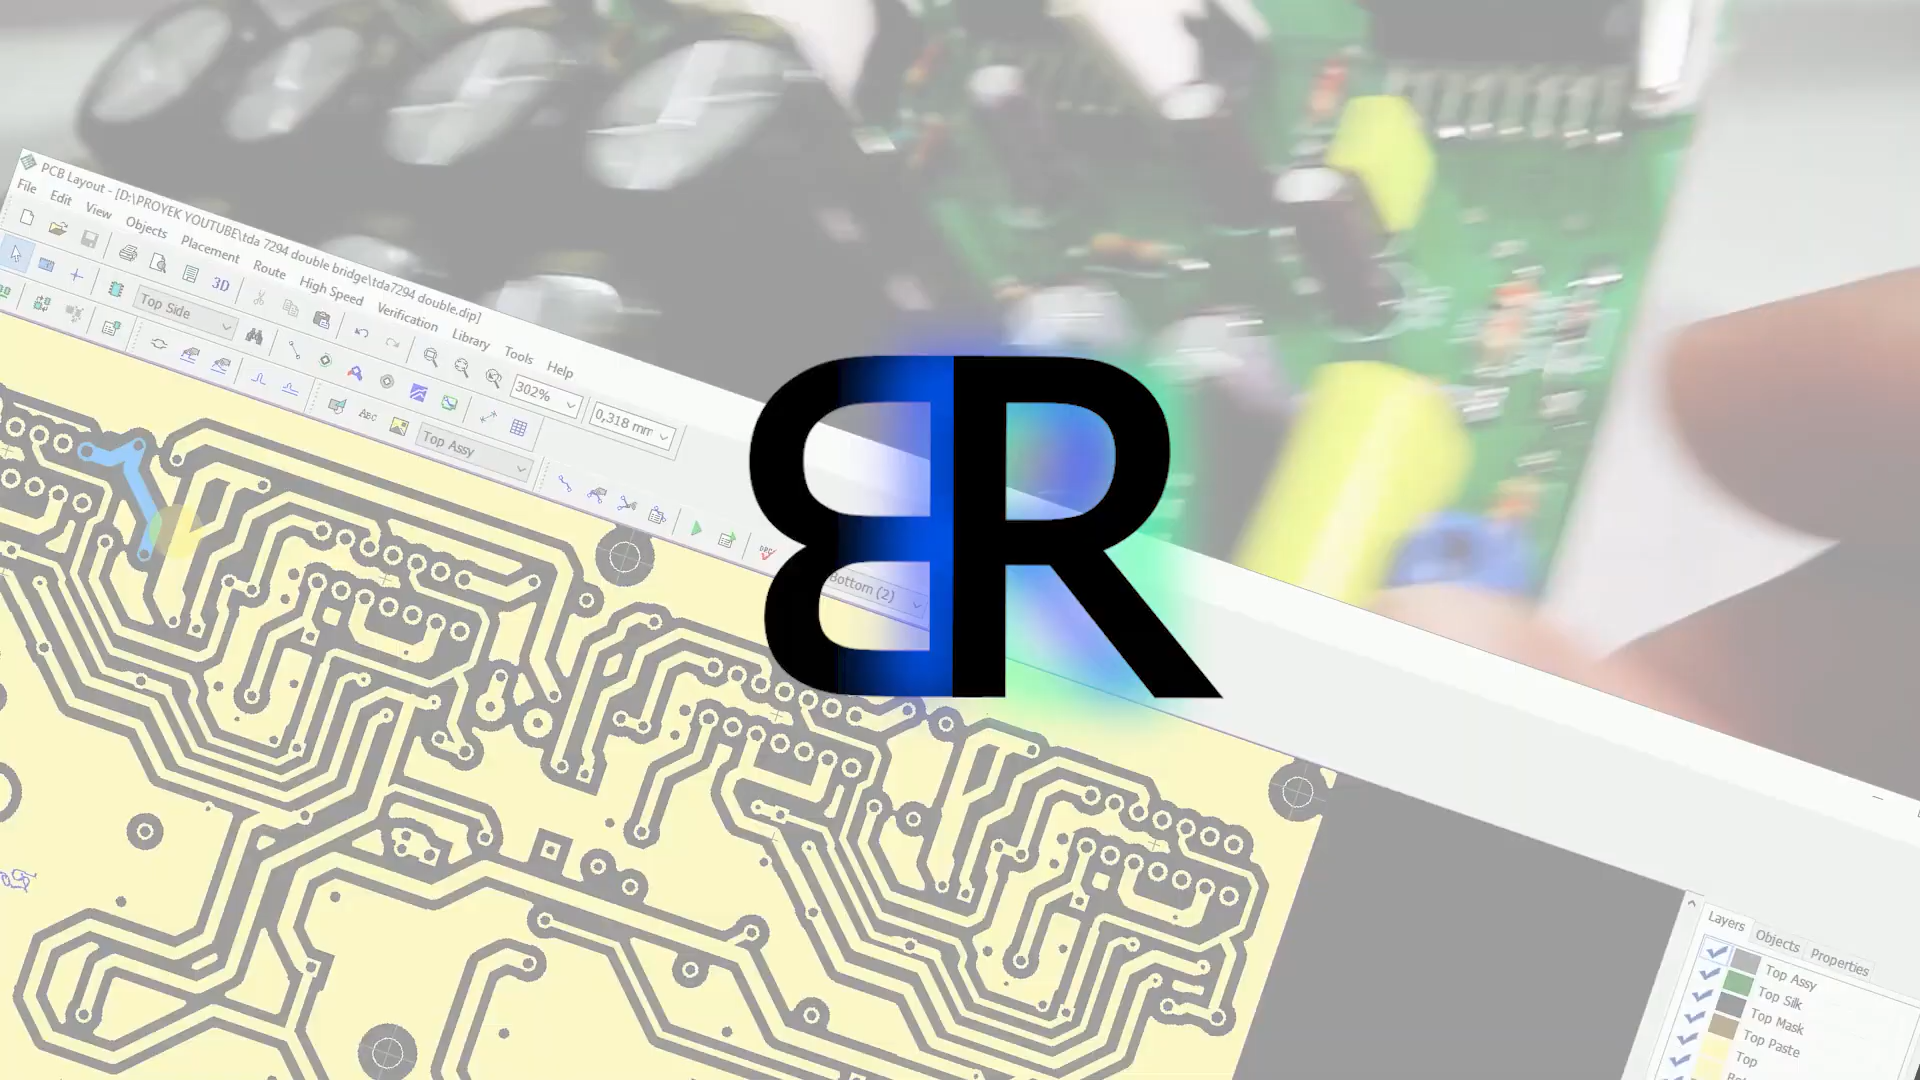 PCB Layout - [D:\PROYEK YOUTUBE\tda 7294 double bridge\tda7294 double.dip]
File Edit View Objects Placement Route High Speed Verification Library Tools Help
3D
Top Side
302%
0,318 mm
ABC
Top Assy
DRC
Bottom (2)
BR
Layers Objects Properties
Top Assy
Top Silk
Top Mask
Top Paste
Top